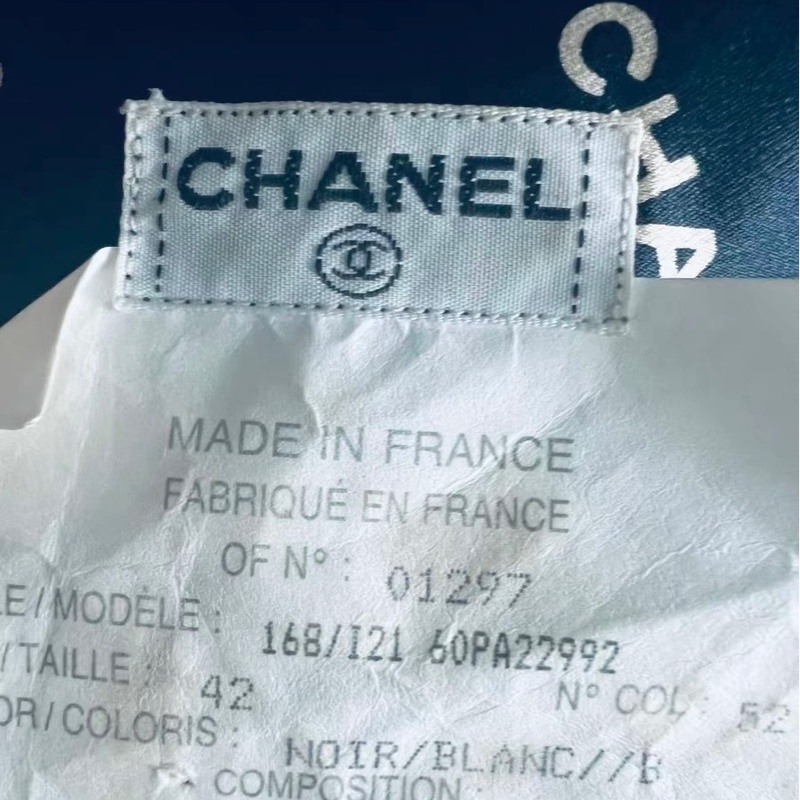 CHANEL
CHA
MADE IN FRANCE
FABRIQUÉ EN FRANCE
OF N° : 01297
LE/MODÈLE : 168/I21 60PA22992
/TAILLE : 42 N° COL : 52
OR/COLORIS : NOIR/BLANC//B
COMPOSITION :